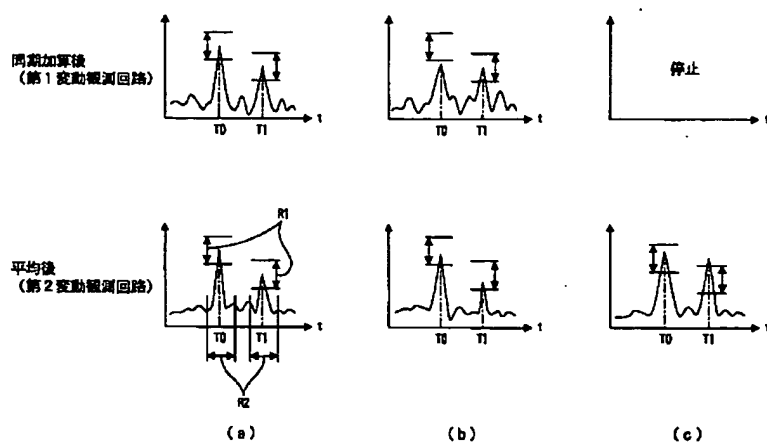 同期加算後
（第１変動観測回路）
T0
T1
t
T0
T1
t
停止
t
平均後
（第２変動観測回路）
R1
T0
T1
t
R2
T0
T1
t
T0
T1
t
(a)
(b)
(c)